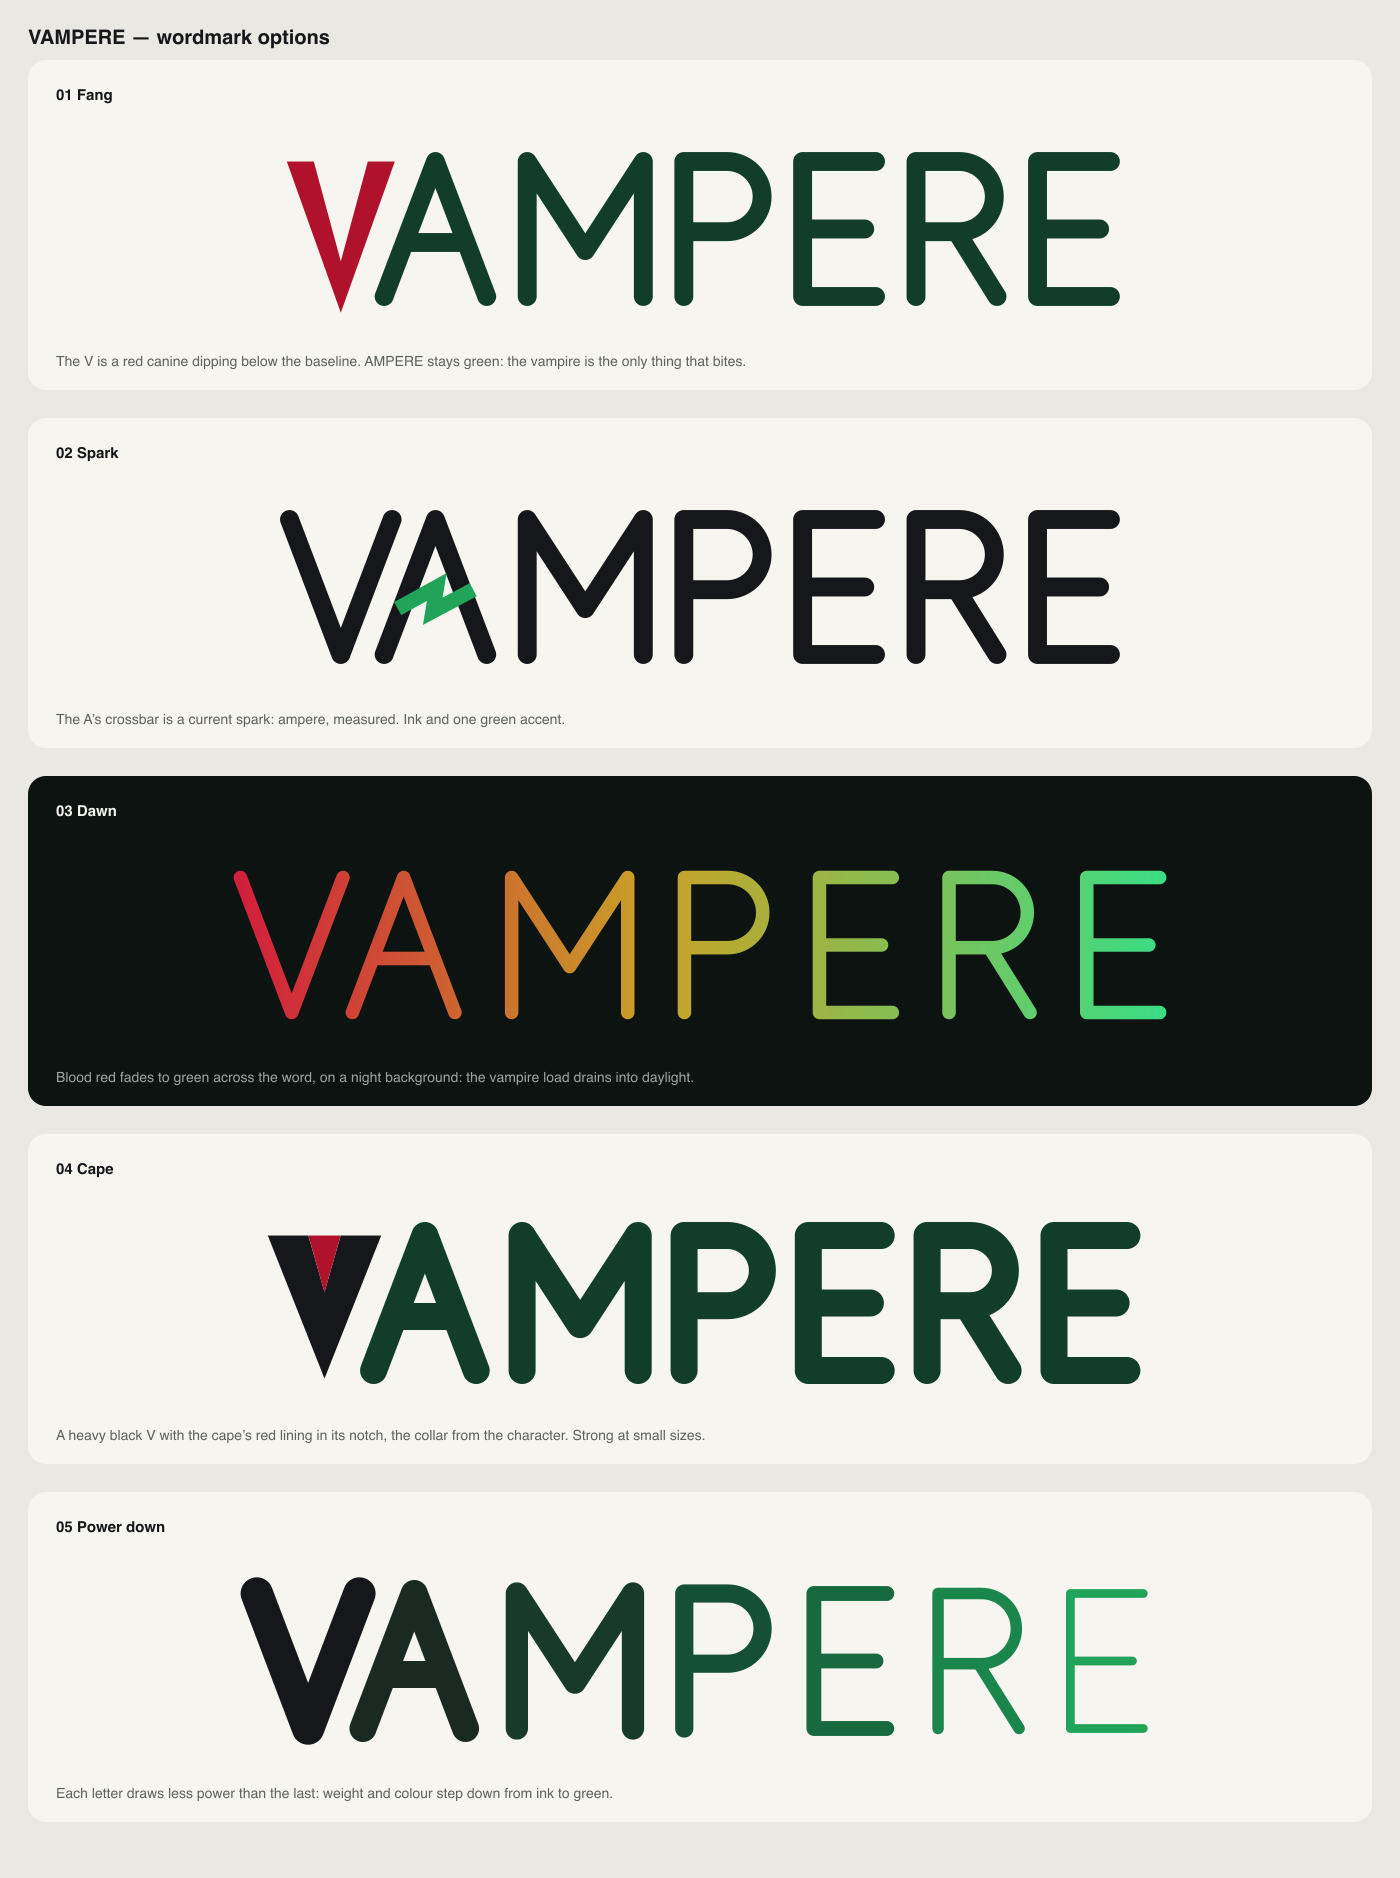 VAMPERE — wordmark options
01 Fang
VAMPERE
The V is a red canine dipping below the baseline. AMPERE stays green: the vampire is the only thing that bites.
02 Spark
VAMPERE
The A’s crossbar is a current spark: ampere, measured. Ink and one green accent.
03 Dawn
VAMPERE
Blood red fades to green across the word, on a night background: the vampire load drains into daylight.
04 Cape
VAMPERE
A heavy black V with the cape’s red lining in its notch, the collar from the character. Strong at small sizes.
05 Power down
VAMPERE
Each letter draws less power than the last: weight and colour step down from ink to green.